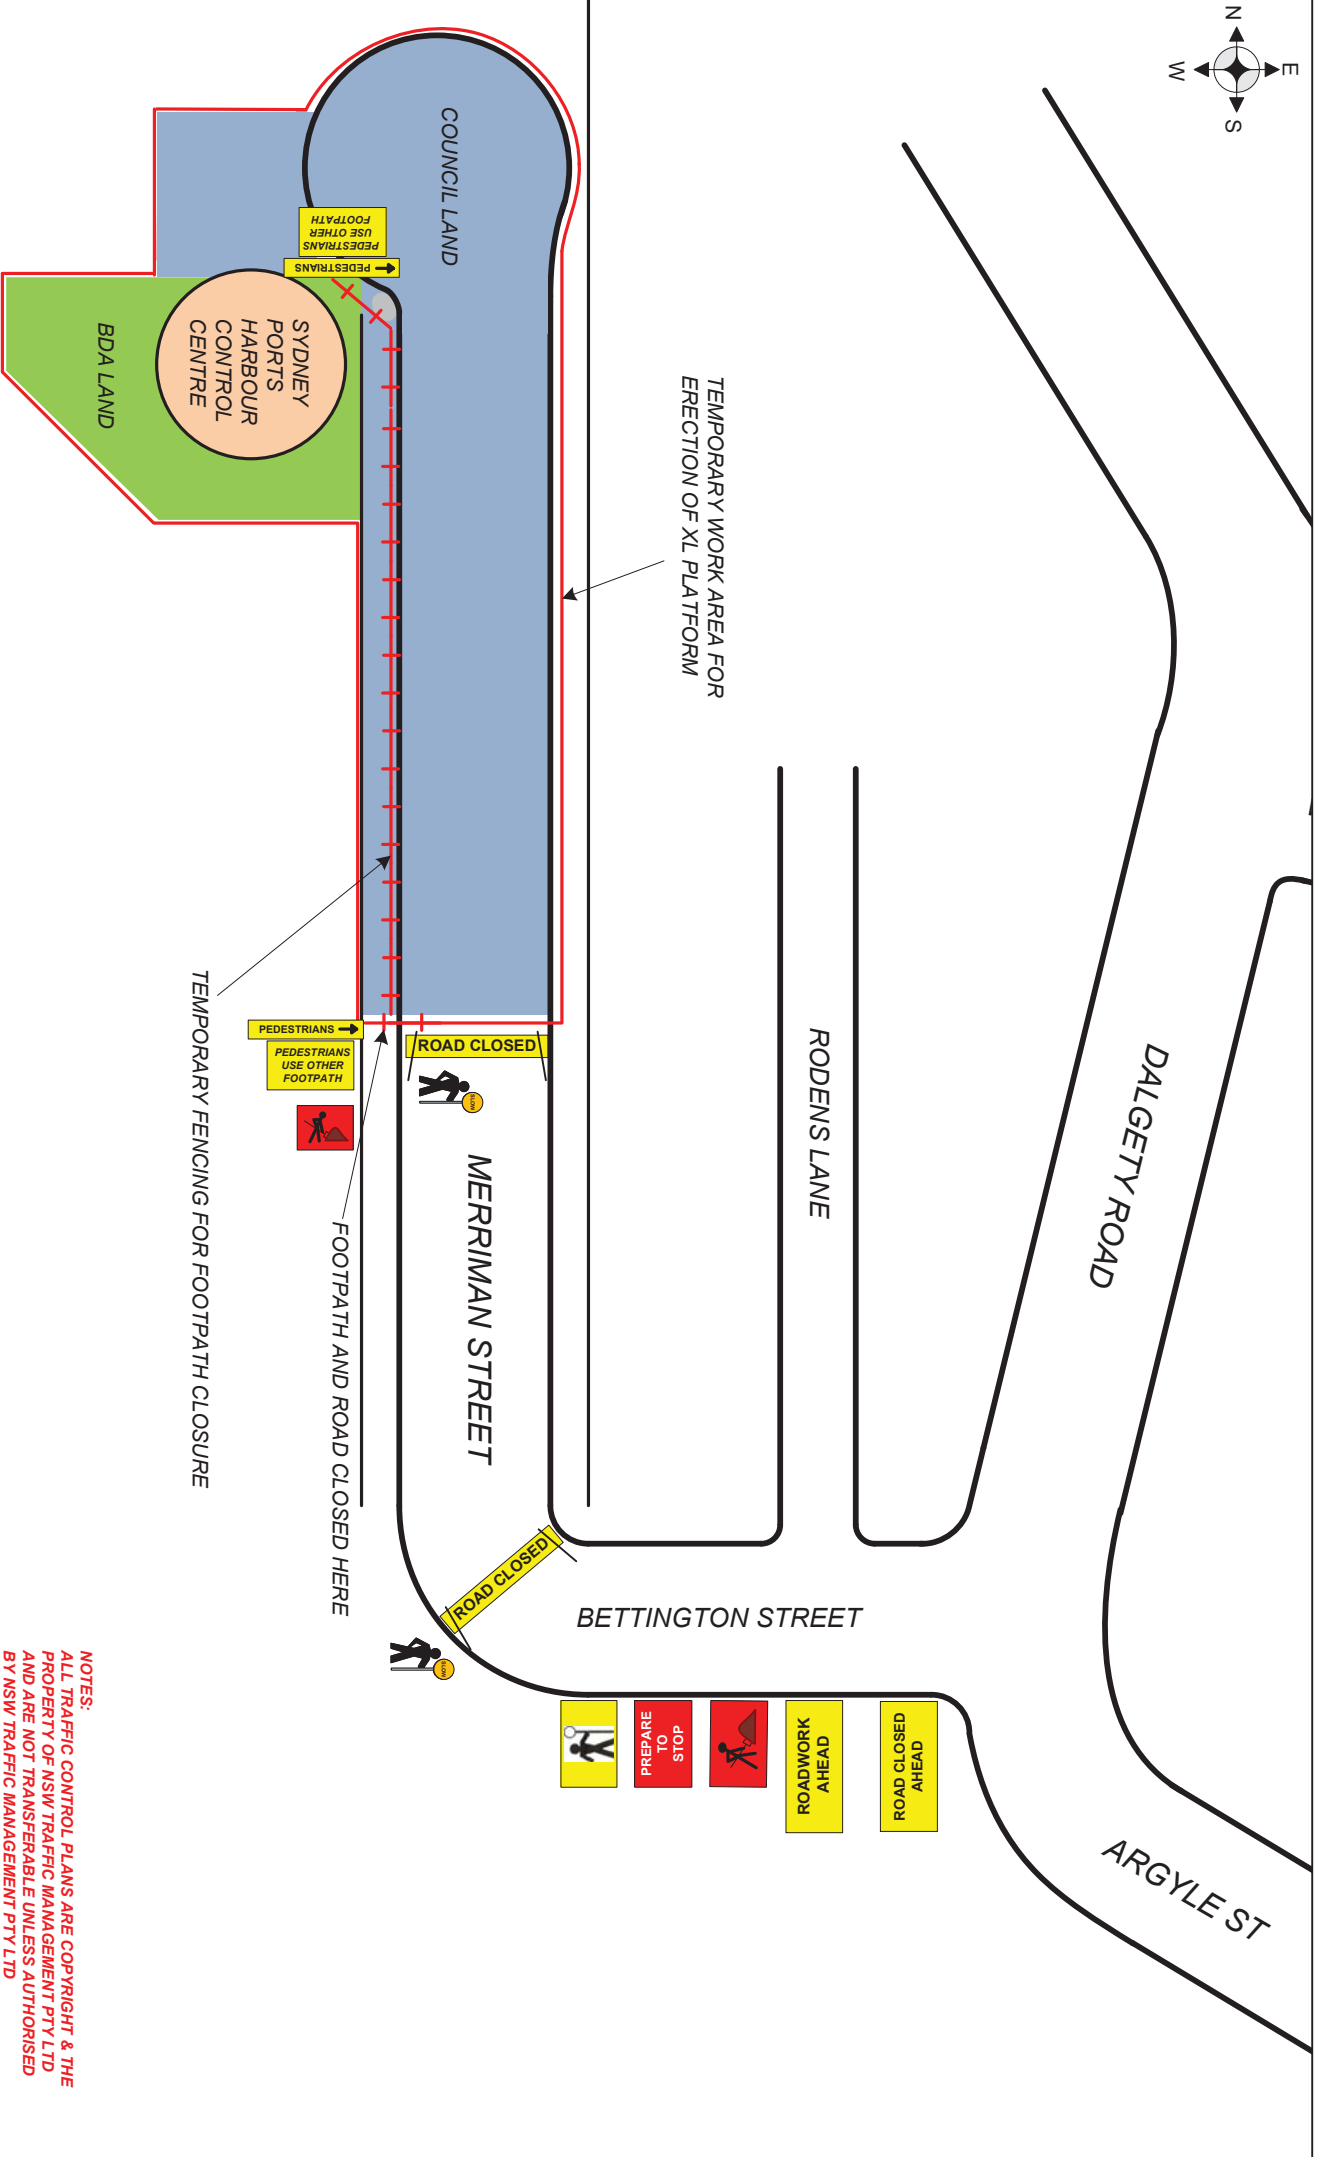 N
E
W
S
COUNCIL LAND
PEDESTRIANS
USE OTHER
FOOTPATH
PEDESTRIANS
SYDNEY
PORTS
HARBOUR
CONTROL
CENTRE
BDA LAND
TEMPORARY WORK AREA FOR
ERECTION OF XL PLATFORM
TEMPORARY FENCING FOR FOOTPATH CLOSURE
PEDESTRIANS
PEDESTRIANS
USE OTHER
FOOTPATH
ROAD CLOSED
SLOW
FOOTPATH AND ROAD CLOSED HERE
MERRIMAN STREET
RODENS LANE
DALGETY ROAD
ROAD CLOSED
SLOW
BETTINGTON STREET
PREPARE
TO
STOP
ROADWORK
AHEAD
ROAD CLOSED
AHEAD
ARGYLE ST
NOTES:
ALL TRAFFIC CONTROL PLANS ARE COPYRIGHT & THE
PROPERTY OF NSW TRAFFIC MANAGEMENT PTY LTD
AND ARE NOT TRANSFERABLE UNLESS AUTHORISED
BY NSW TRAFFIC MANAGEMENT PTY LTD